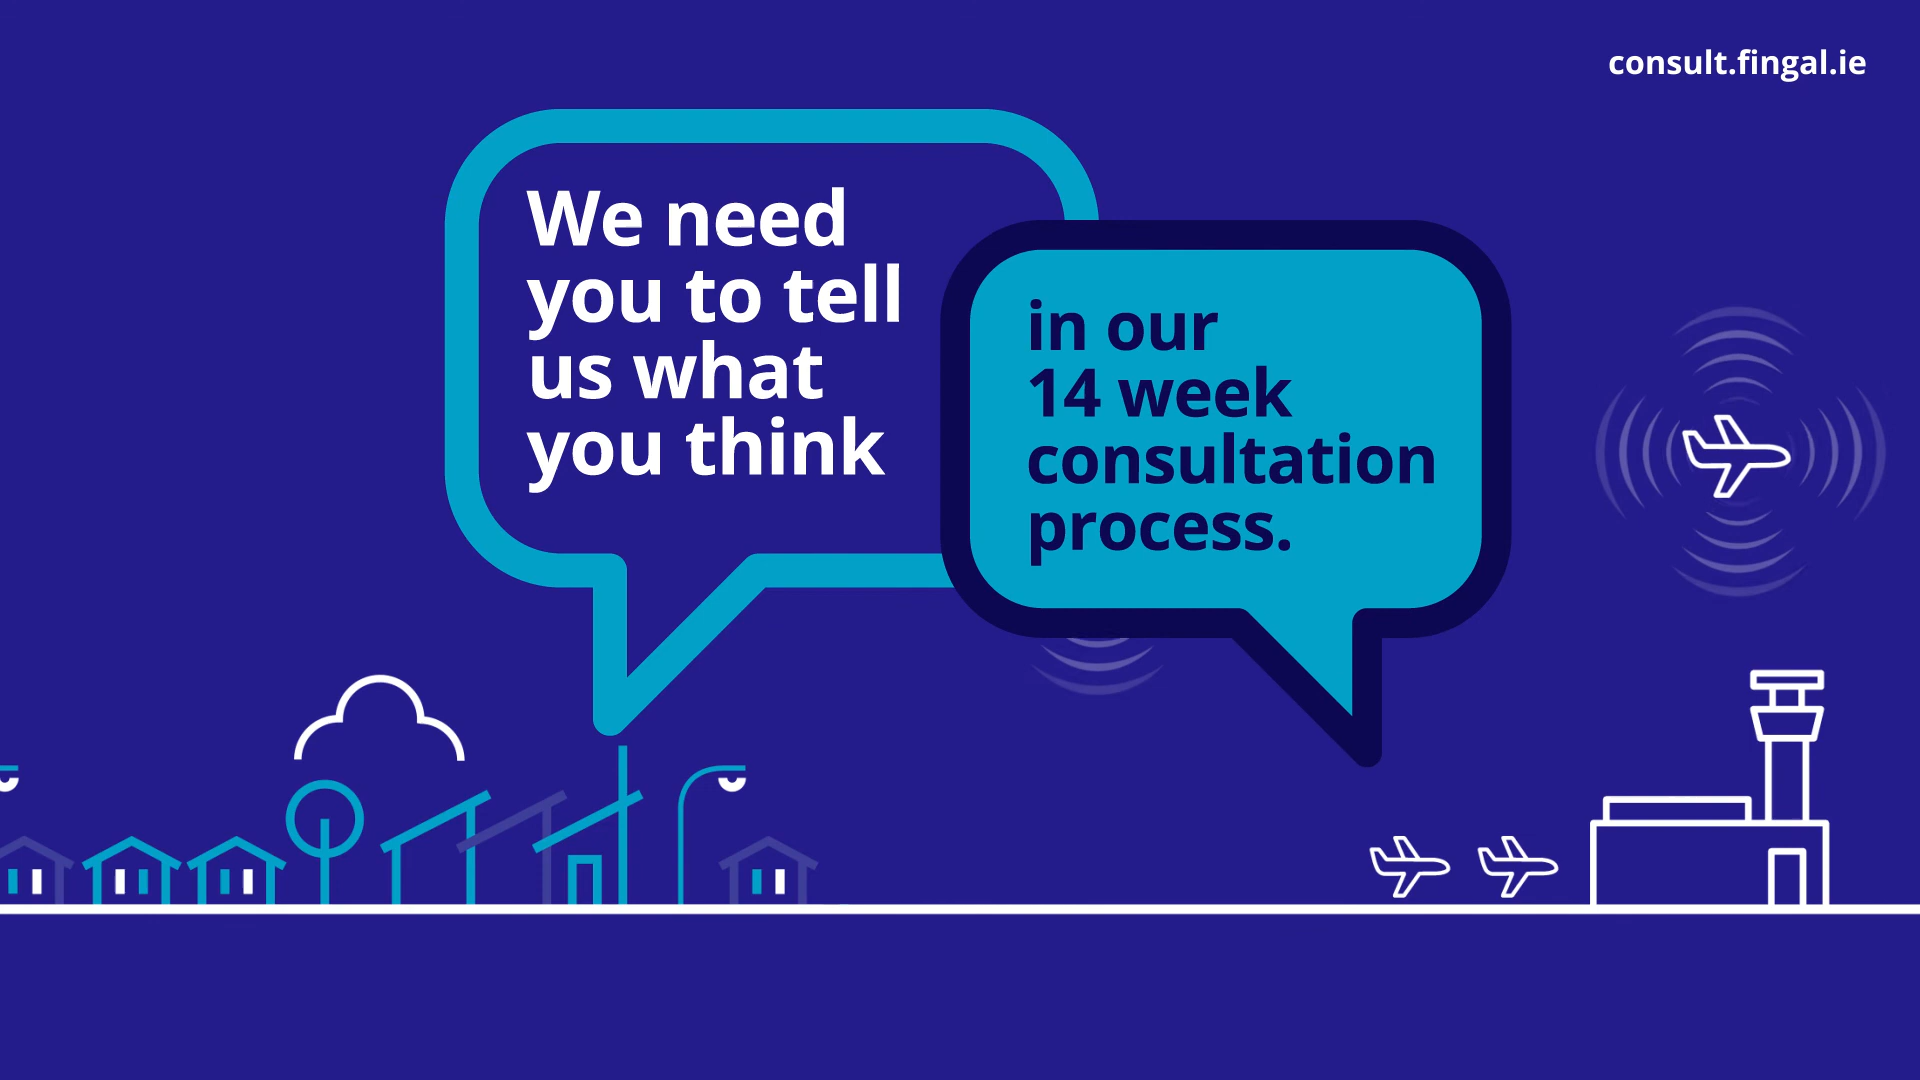 consult.fingal.ie
We need
you to tell
us what
you think
in our
14 week
consultation
process.